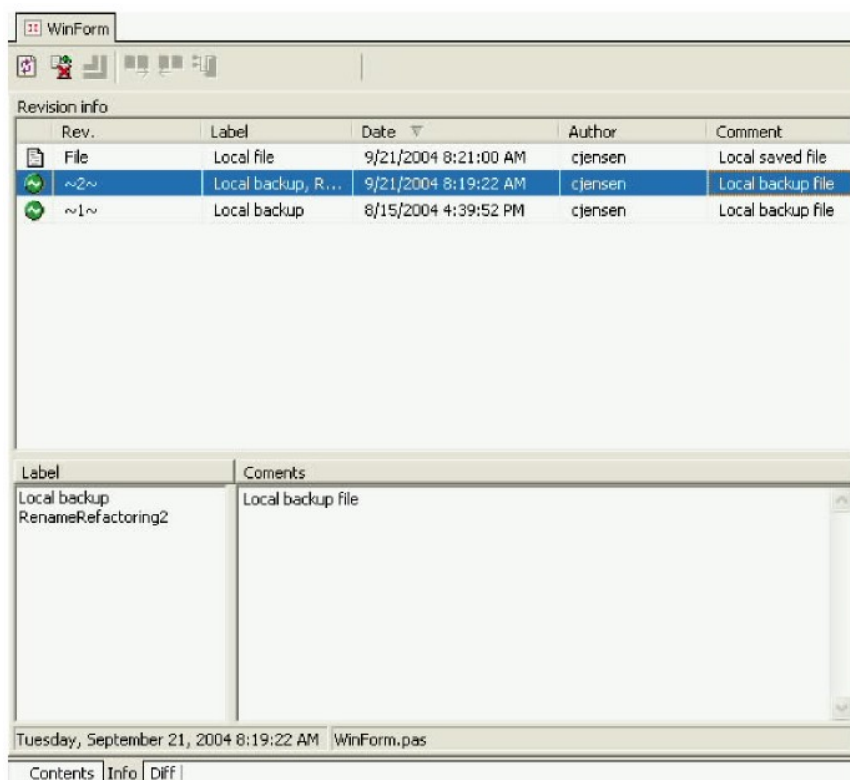 WinForm
Revision info
Rev. Label Date Author Comment
File Local file 9/21/2004 8:21:00 AM cjensen Local saved file
~2~ Local backup, R... 9/21/2004 8:19:22 AM cjensen Local backup file
~1~ Local backup 8/15/2004 4:39:52 PM cjensen Local backup file
Label Coments
Local backup Local backup file
RenameRefactoring2
Tuesday, September 21, 2004 8:19:22 AM WinForm.pas
Contents Info Diff